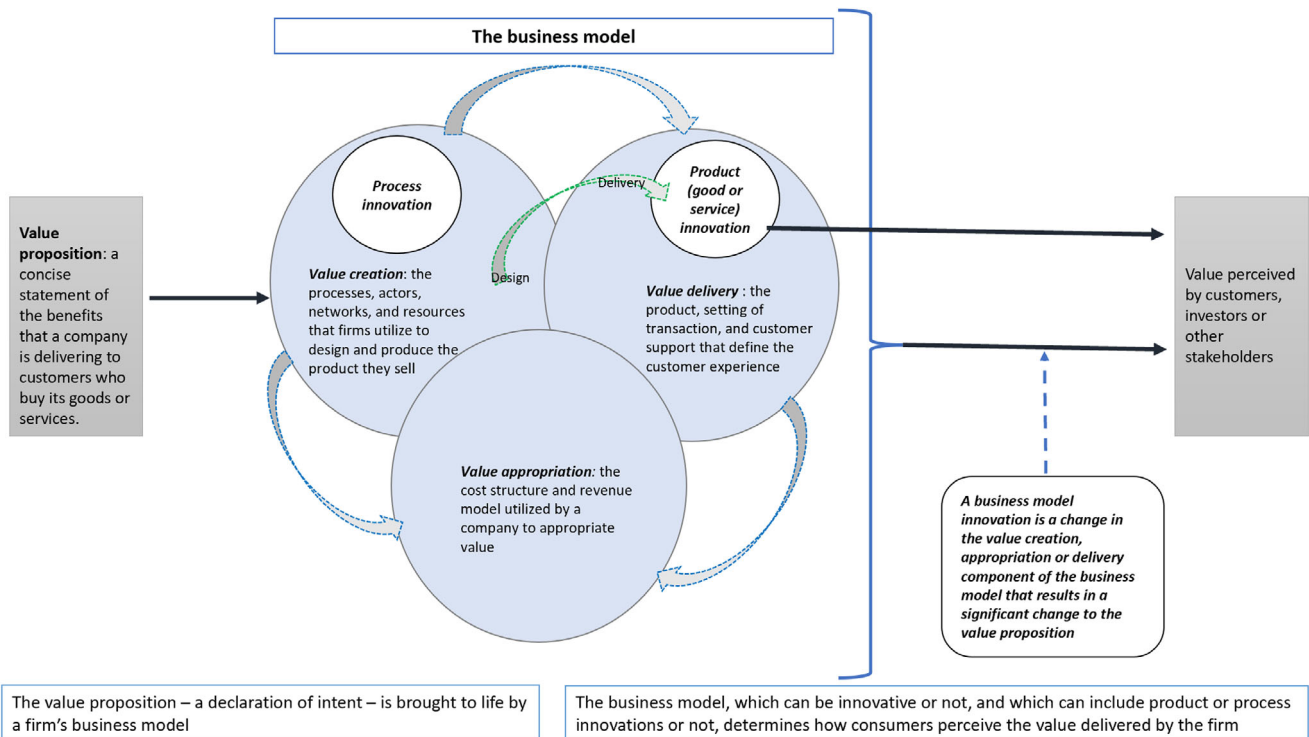 The business model
Value
proposition: a
concise
statement of
the benefits
that a company
is delivering to
customers who
buy its goods or
services.
Process
innovation
Value creation: the
processes, actors,
networks, and resources
that firms utilize to
design and produce the
product they sell
Design
Delivery
Product
(good or
service)
innovation
Value delivery : the
product, setting of
transaction, and customer
support that define the
customer experience
Value appropriation: the
cost structure and revenue
model utilized by a
company to appropriate
value
Value perceived
by customers,
investors or
other
stakeholders
A business model
innovation is a change in
the value creation,
appropriation or delivery
component of the business
model that results in a
significant change to the
value proposition
The value proposition – a declaration of intent – is brought to life by
a firm’s business model
The business model, which can be innovative or not, and which can include product or process
innovations or not, determines how consumers perceive the value delivered by the firm